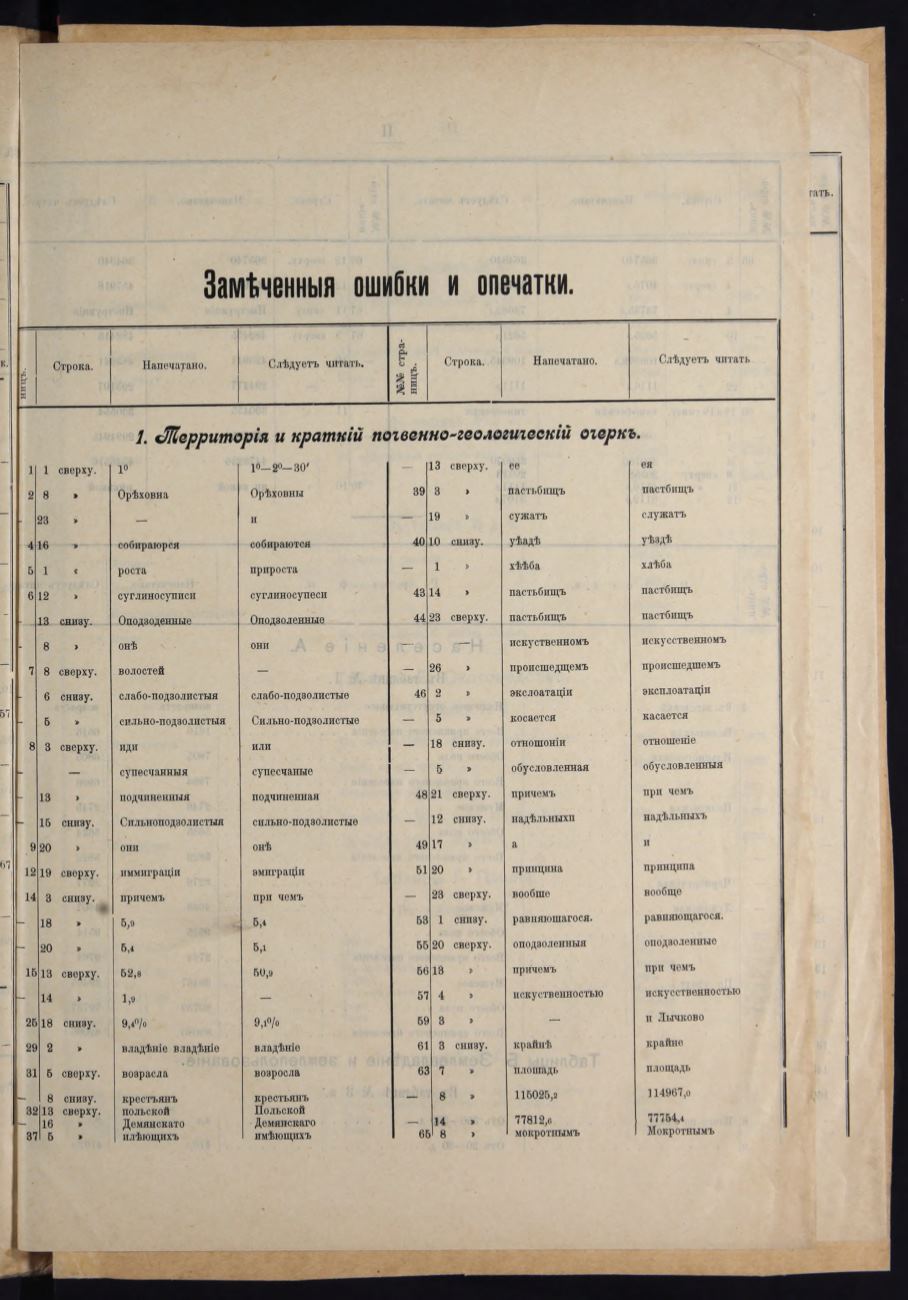 Замѣченныя ошибки и опечатки.
ницъ. Строка. Напечатано. Слѣдуетъ читать. №№ стра-ницъ. Строка. Напечатано. Слѣдуетъ читать
1. Территорія и краткій почвенно-геологическій очеркъ.
1 1 сверху. 1⁰ 1⁰—2⁰—30′
2 8 » Орѣховна Орѣховны
23 » — и
4 16 » собираюрся собираются
5 1 « роста прироста
6 12 » суглиносуписи суглиносупеси
- 13 снизу. Оподзоденные Оподзоленные
- 8 » онѣ они
7 8 сверху. волостей —
- 6 снизу. слабо-подзолистыя слабо-подзолистые
- 5 » сильно-подзолистыя Сильно-подзолистые
8 3 сверху. иди или
- — супесчанныя супесчаные
- 13 » подчиненныя подчиненная
- 15 снизу. Сильноподзолистыя сильно-подзолистые
9 20 » они онѣ
12 19 сверху. иммиграціи эмиграціи
14 3 снизу. причемъ при чемъ
— 18 » 5,9 5,4
— 20 » 5,4 5,1
15 13 сверху. 52,8 50,9
— 14 » 1,9 —
25 18 снизу. 9,4⁰/₀ 9,1⁰/₀
29 2 » владѣніе владѣніе владѣніе
31 5 сверху. возрасла возросла
— 8 снизу. крестъянъ крестьянъ
32 13 сверху. польской Польской
— 16 » Демянскато Демянскаго
37 5 » илѣющихъ имѣющихъ
— 13 сверху. ее ея
39 3 » пастьбищъ пастбищъ
— 19 » сужатъ служатъ
40 10 снизу. уѣадѣ уѣздѣ
— 1 » хѣѣба хлѣба
43 14 » пастьбищъ пастбищъ
44 23 сверху. пастьбищъ пастбищъ
— — искуственномъ искусственномъ
— 26 » происшедщемъ происшедшемъ
46 2 » экслоатаціи эксплоатаціи
— 5 » косается касается
— 18 снизу. отношоніи отношеніе
— 5 » обусловленная обусловленныя
48 21 сверху. причемъ при чемъ
— 12 снизу. надѣльныхп надѣльныхъ
49 17 » а и
51 20 » принцина принципа
— 23 сверху. вообше вообще
53 1 снизу. равняюшагося. равняющагося.
55 20 сверху. оподзоленныя оподзоленные
56 13 » причемъ при чемъ
57 4 » искуственностью искусственностью
59 3 » — и Лычково
61 3 снизу. крайнѣ крайне
63 7 » плошадь площадь
— 8 » 115025,2 114967,0
— 14 » 77812,6 77754,4
65 8 » мокротнымъ Мокротнымъ